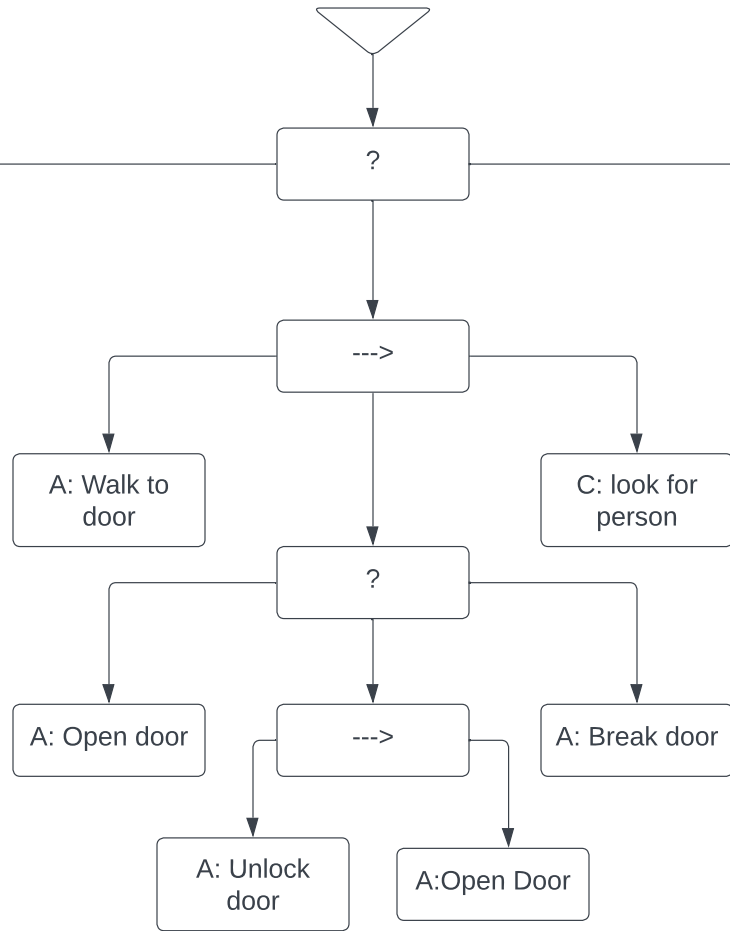 ?
--->
A: Walk to
door
C: look for
person
?
A: Open door
--->
A: Break door
A: Unlock
door
A:Open Door